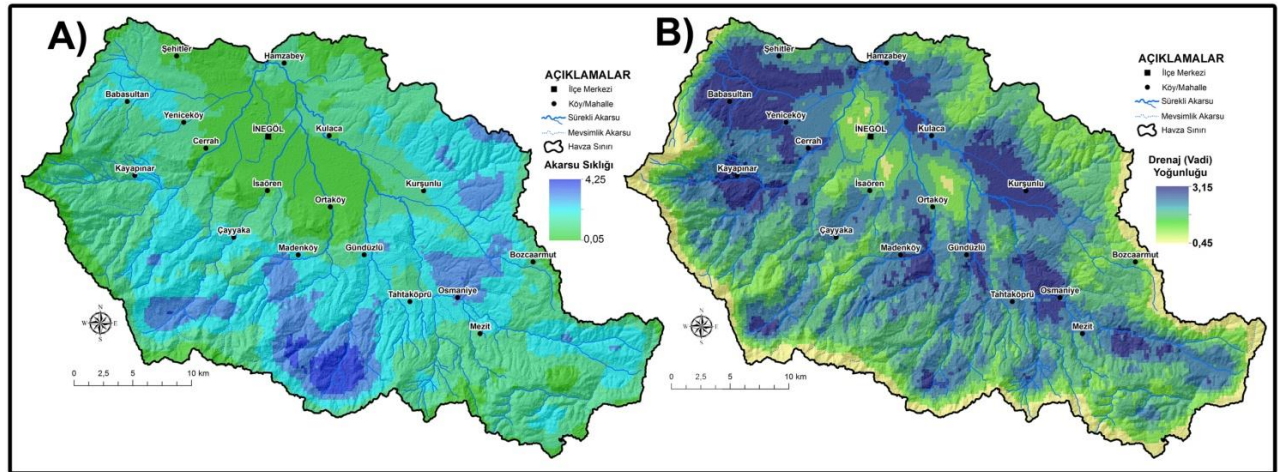 A)
Şehitler
Hamzabey
Babasultan
Yeniceköy
İNEGÖL
Kulaca
Cerrah
Kayapınar
İsaören
Kurşunlu
Ortaköy
Çayyaka
Madenköy
Gündüzlü
Bozcaarmut
Tahtaköprü
Osmaniye
Mezit
N
W E
S
0 2,5 5 10 km
AÇIKLAMALAR
İlçe Merkezi
Köy/Mahalle
Sürekli Akarsu
Mevsimlik Akarsu
Havza Sınırı
Akarsu Sıklığı
4,25
0,05
B)
Şehitler
Hamzabey
Babasultan
Yeniceköy
İNEGÖL
Kulaca
Cerrah
Kayapınar
İsaören
Kurşunlu
Ortaköy
Çayyaka
Madenköy
Gündüzlü
Bozcaarmut
Tahtaköprü
Osmaniye
Mezit
N
W E
S
0 2,5 5 10 km
AÇIKLAMALAR
İlçe Merkezi
Köy/Mahalle
Sürekli Akarsu
Mevsimlik Akarsu
Havza Sınırı
Drenaj (Vadi)
Yoğunluğu
3,15
0,45